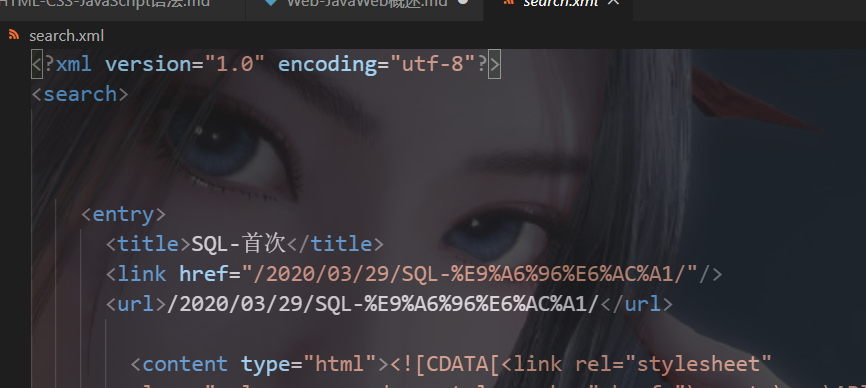 HTML-CSS-JavaScript语法.md Web-JavaWeb概述.md search.xml
search.xml
<?xml version="1.0" encoding="utf-8"?>
<search>
<entry>
<title>SQL-首次</title>
<link href="/2020/03/29/SQL-%E9%A6%96%E6%AC%A1/"/>
<url>/2020/03/29/SQL-%E9%A6%96%E6%AC%A1/</url>
<content type="html"><![CDATA[<link rel="stylesheet"